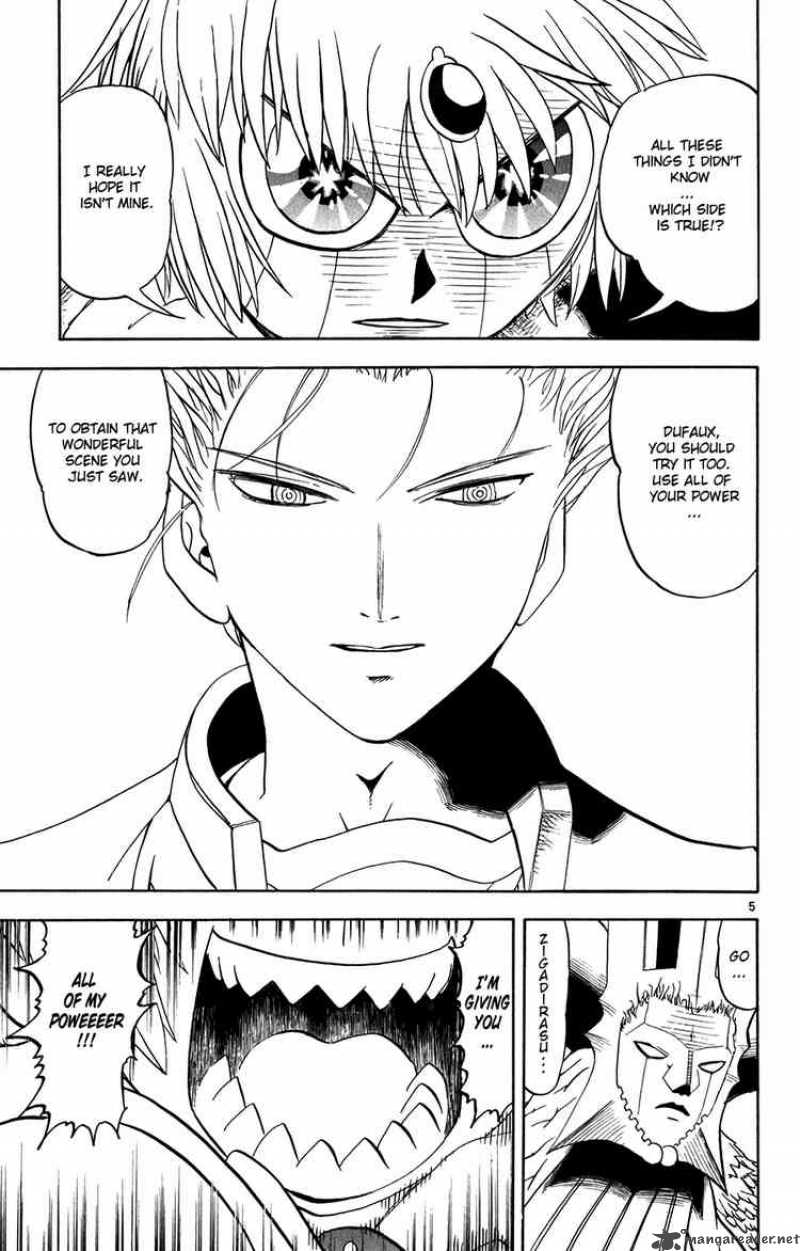 ALL THESE
THINGS I DIDN'T
KNOW
...
WHICH SIDE
IS TRUE!?
I REALLY
HOPE IT
ISN'T MINE.
DUFAUX,
YOU SHOULD
TRY IT TOO.
USE ALL OF
YOUR POWER
...
TO OBTAIN THAT
WONDERFUL
SCENE YOU
JUST SAW.
5
GO
...
ZIGADIRASU...
I'M
GIVING
YOU
...
ALL
OF MY
POWEEEER
!!!
mangareader.net